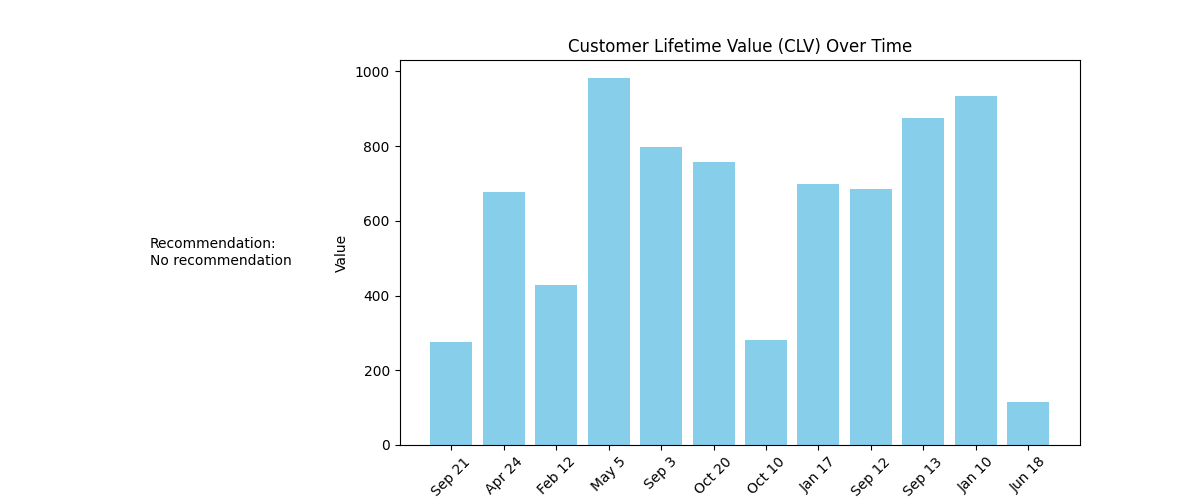 Customer Lifetime Value (CLV) Over Time
Recommendation:
No recommendation
Value
1000
800
600
400
200
0
Sep 21
Apr 24
Feb 12
May 5
Sep 3
Oct 20
Oct 10
Jan 17
Sep 12
Sep 13
Jan 10
Jun 18